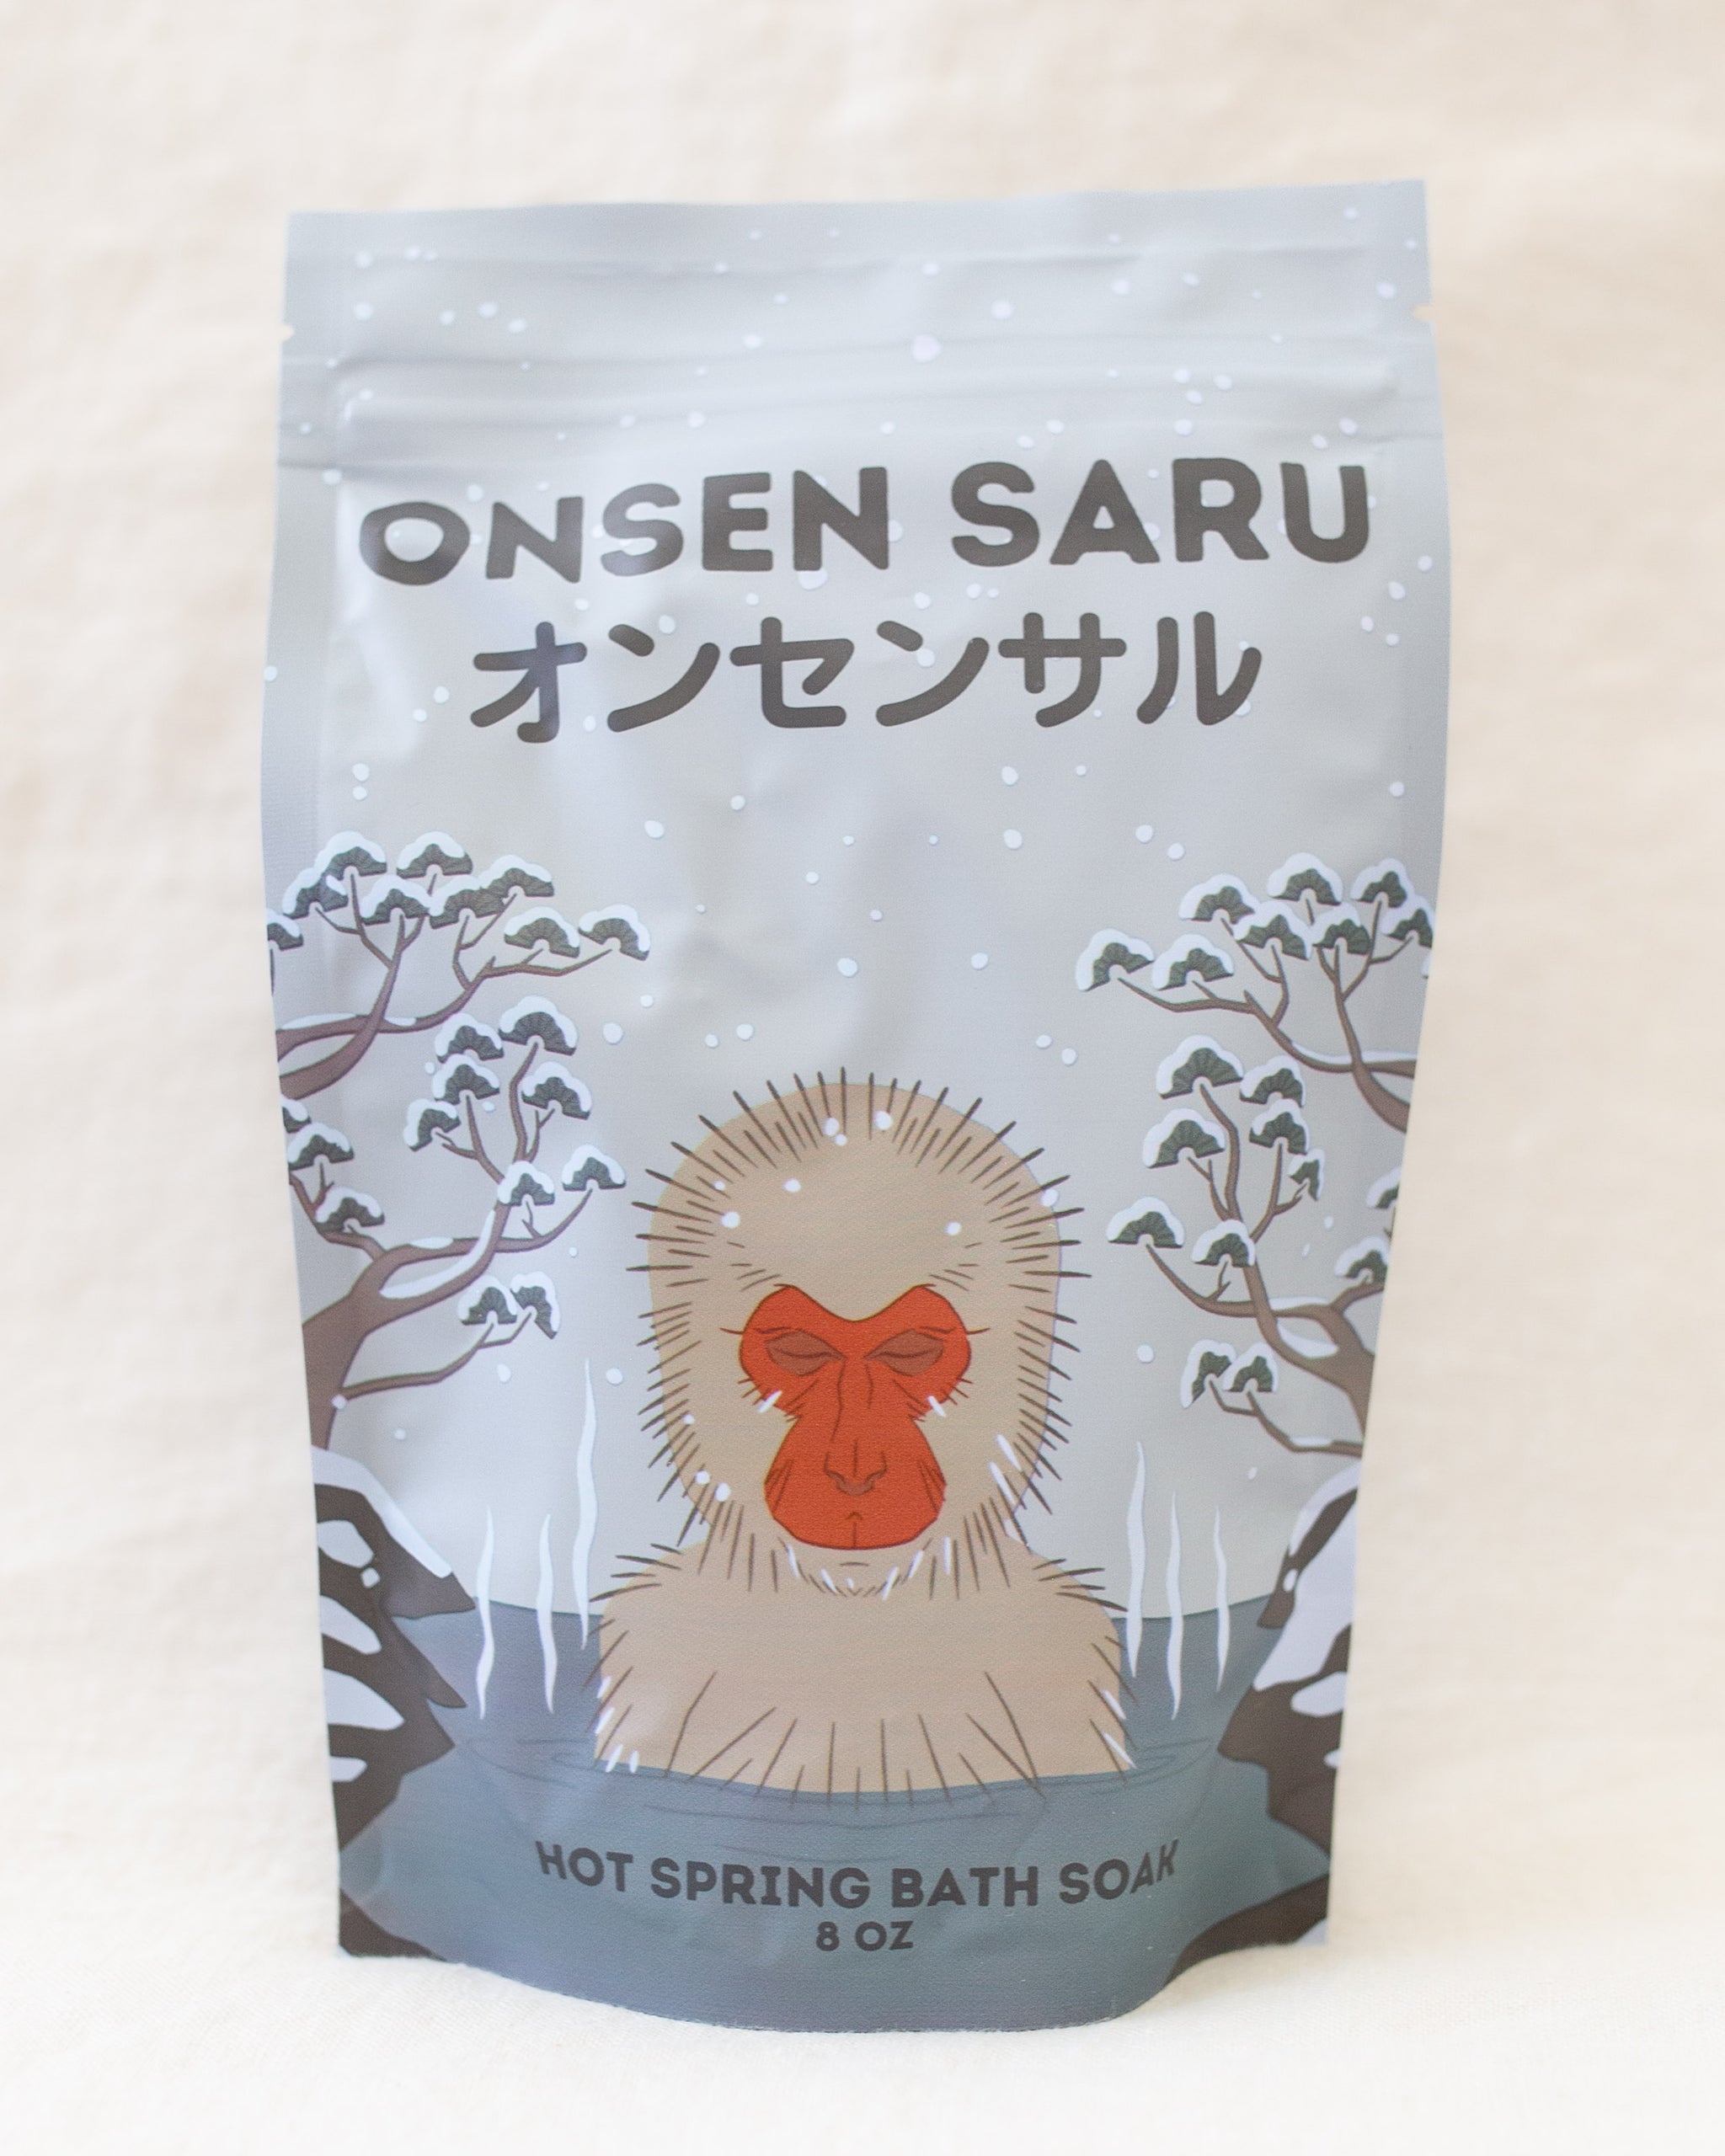 ONSEN SARU
オンセンサル
HOT SPRING BATH SOAK
8 OZ